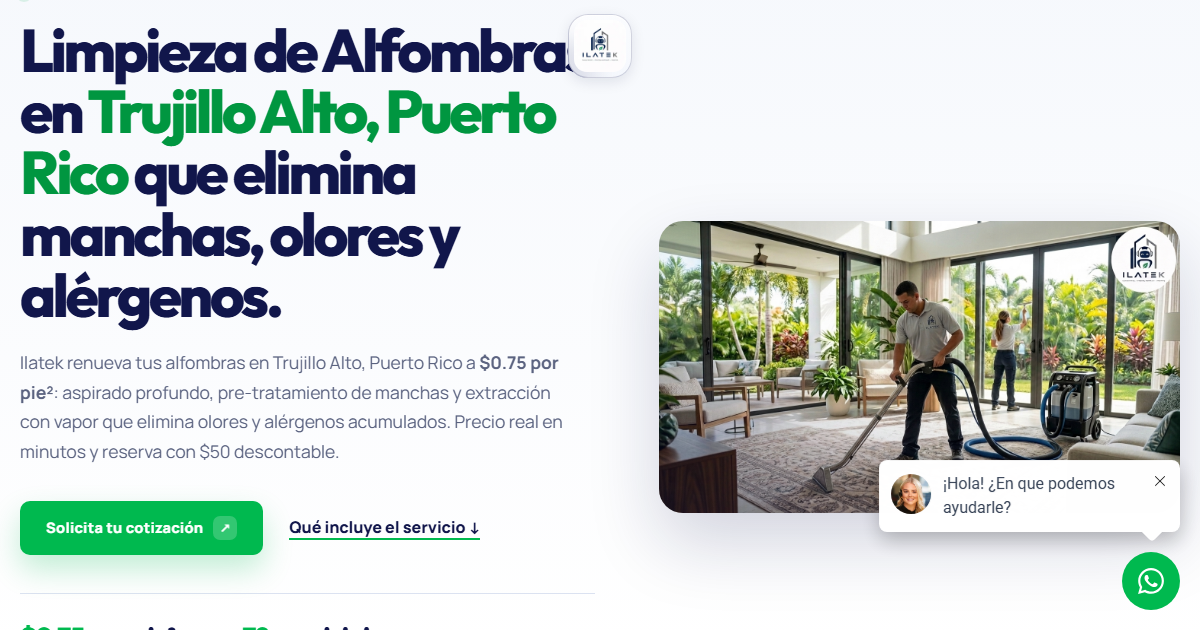 Limpieza de Alfombras
ILATEK
en Trujillo Alto, Puerto
Rico que elimina
manchas, olores y
alérgenos.
Ilatek renueva tus alfombras en Trujillo Alto, Puerto Rico a $0.75 por
pie²: aspirado profundo, pre-tratamiento de manchas y extracción
con vapor que elimina olores y alérgenos acumulados. Precio real en
minutos y reserva con $50 descontable.
Solicita tu cotización ↗
Qué incluye el servicio ↓
ILATEK
¡Hola! ¿En que podemos
ayudarle?